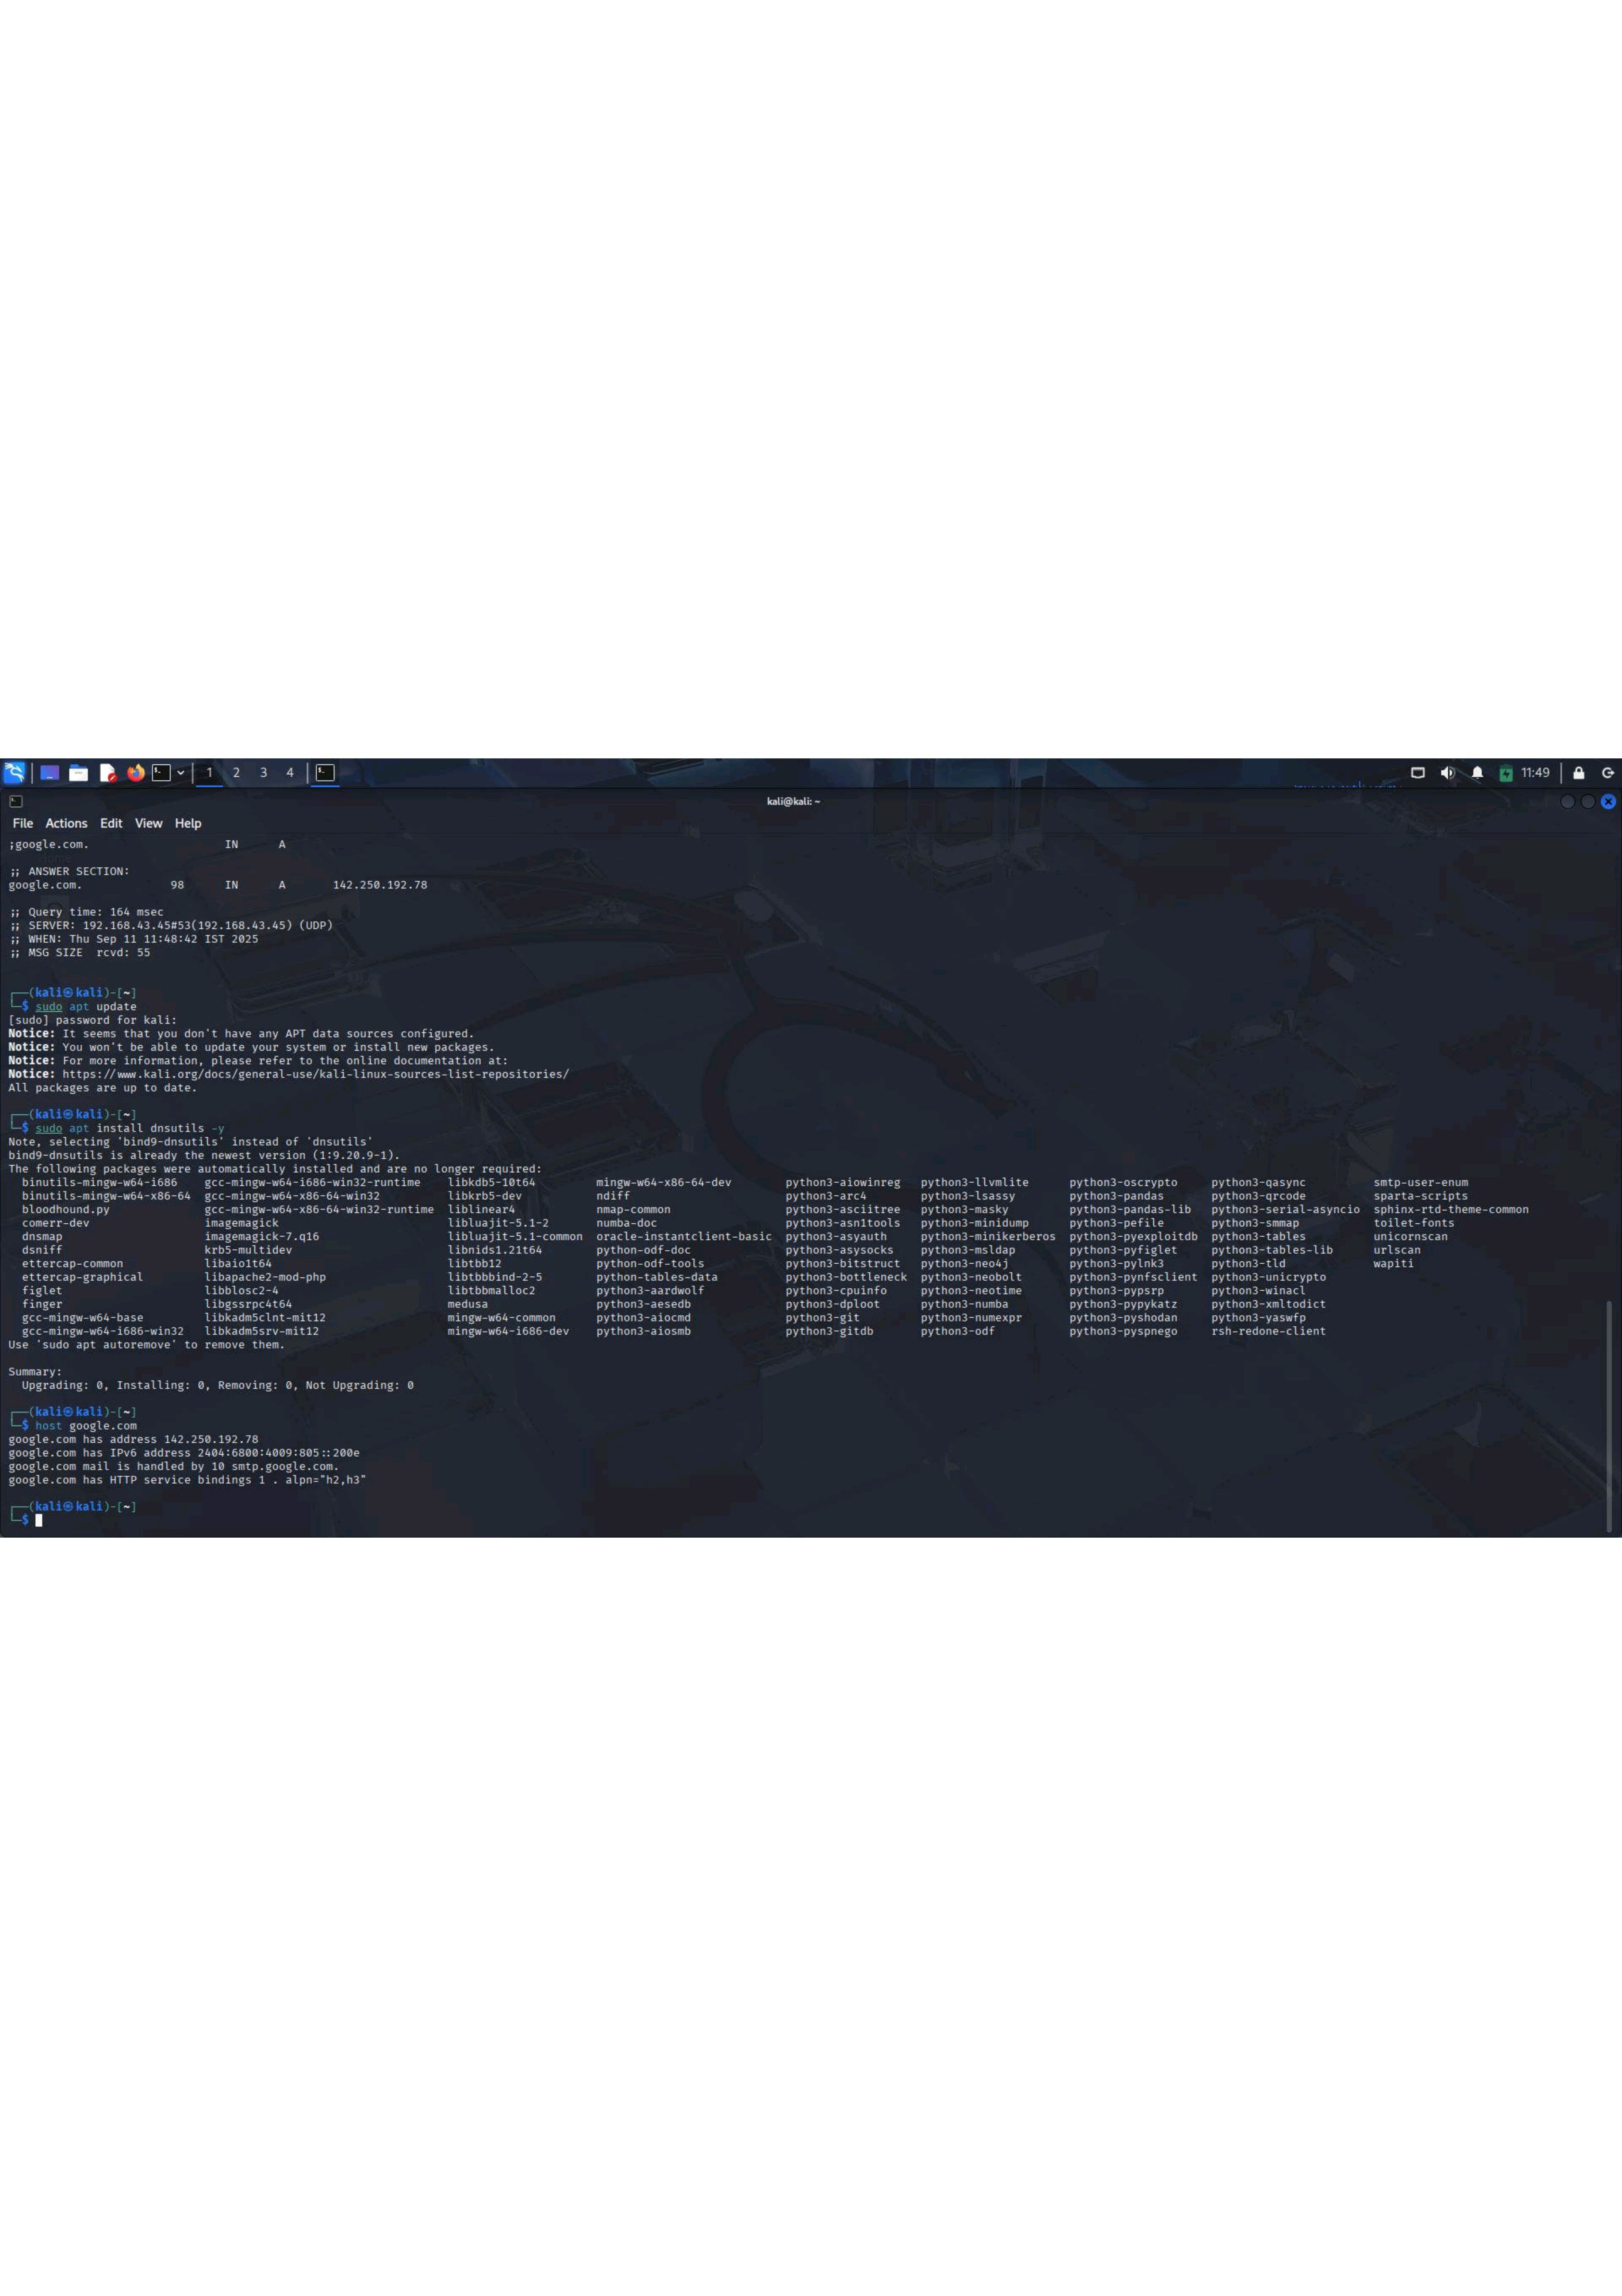 1 2 3 4 11:49
kali@kali: ~
File Actions Edit View Help
;google.com. IN A
;; ANSWER SECTION:
google.com. 98 IN A 142.250.192.78
;; Query time: 164 msec
;; SERVER: 192.168.43.45#53(192.168.43.45) (UDP)
;; WHEN: Thu Sep 11 11:48:42 IST 2025
;; MSG SIZE rcvd: 55
┌──(kali㉿kali)-[~]
└─$ sudo apt update
[sudo] password for kali:
Notice: It seems that you don't have any APT data sources configured.
Notice: You won't be able to update your system or install new packages.
Notice: For more information, please refer to the online documentation at:
Notice: https://www.kali.org/docs/general-use/kali-linux-sources-list-repositories/
All packages are up to date.
┌──(kali㉿kali)-[~]
└─$ sudo apt install dnsutils -y
Note, selecting 'bind9-dnsutils' instead of 'dnsutils'
bind9-dnsutils is already the newest version (1:9.20.9-1).
The following packages were automatically installed and are no longer required:
binutils-mingw-w64-i686 gcc-mingw-w64-i686-win32-runtime libkdb5-10t64 mingw-w64-x86-64-dev python3-aiowinreg python3-llvmlite python3-oscrypto python3-qasync smtp-user-enum
binutils-mingw-w64-x86-64 gcc-mingw-w64-x86-64-win32 libkrb5-dev ndiff python3-arc4 python3-lsassy python3-pandas python3-qrcode sparta-scripts
bloodhound.py gcc-mingw-w64-x86-64-win32-runtime liblinear4 nmap-common python3-asciitree python3-masky python3-pandas-lib python3-serial-asyncio sphinx-rtd-theme-common
comerr-dev imagemagick libluajit-5.1-2 numba-doc python3-asn1tools python3-minidump python3-pefile python3-smmap toilet-fonts
dnsmap imagemagick-7.q16 libluajit-5.1-common oracle-instantclient-basic python3-asyauth python3-minikerberos python3-pyexploitdb python3-tables unicornscan
dsniff krb5-multidev libnids1.21t64 python-odf-doc python3-asysocks python3-msldap python3-pyfiglet python3-tables-lib urlscan
ettercap-common libaio1t64 libtbb12 python-odf-tools python3-bitstruct python3-neo4j python3-pylnk3 python3-tld wapiti
ettercap-graphical libapache2-mod-php libtbbbind-2-5 python-tables-data python3-bottleneck python3-neobolt python3-pynfsclient python3-unicrypto
figlet libblosc2-4 libtbbmalloc2 python3-aardwolf python3-cpuinfo python3-neotime python3-pypsrp python3-winacl
finger libgssrpc4t64 medusa python3-aesedb python3-dploot python3-numba python3-pypykatz python3-xmltodict
gcc-mingw-w64-base libkadm5clnt-mit12 mingw-w64-common python3-aiocmd python3-git python3-numexpr python3-pyshodan python3-yaswfp
gcc-mingw-w64-i686-win32 libkadm5srv-mit12 mingw-w64-i686-dev python3-aiosmb python3-gitdb python3-odf python3-pyspnego rsh-redone-client
Use 'sudo apt autoremove' to remove them.
Summary:
Upgrading: 0, Installing: 0, Removing: 0, Not Upgrading: 0
┌──(kali㉿kali)-[~]
└─$ host google.com
google.com has address 142.250.192.78
google.com has IPv6 address 2404:6800:4009:805::200e
google.com mail is handled by 10 smtp.google.com.
google.com has HTTP service bindings 1 . alpn="h2,h3"
┌──(kali㉿kali)-[~]
└─$